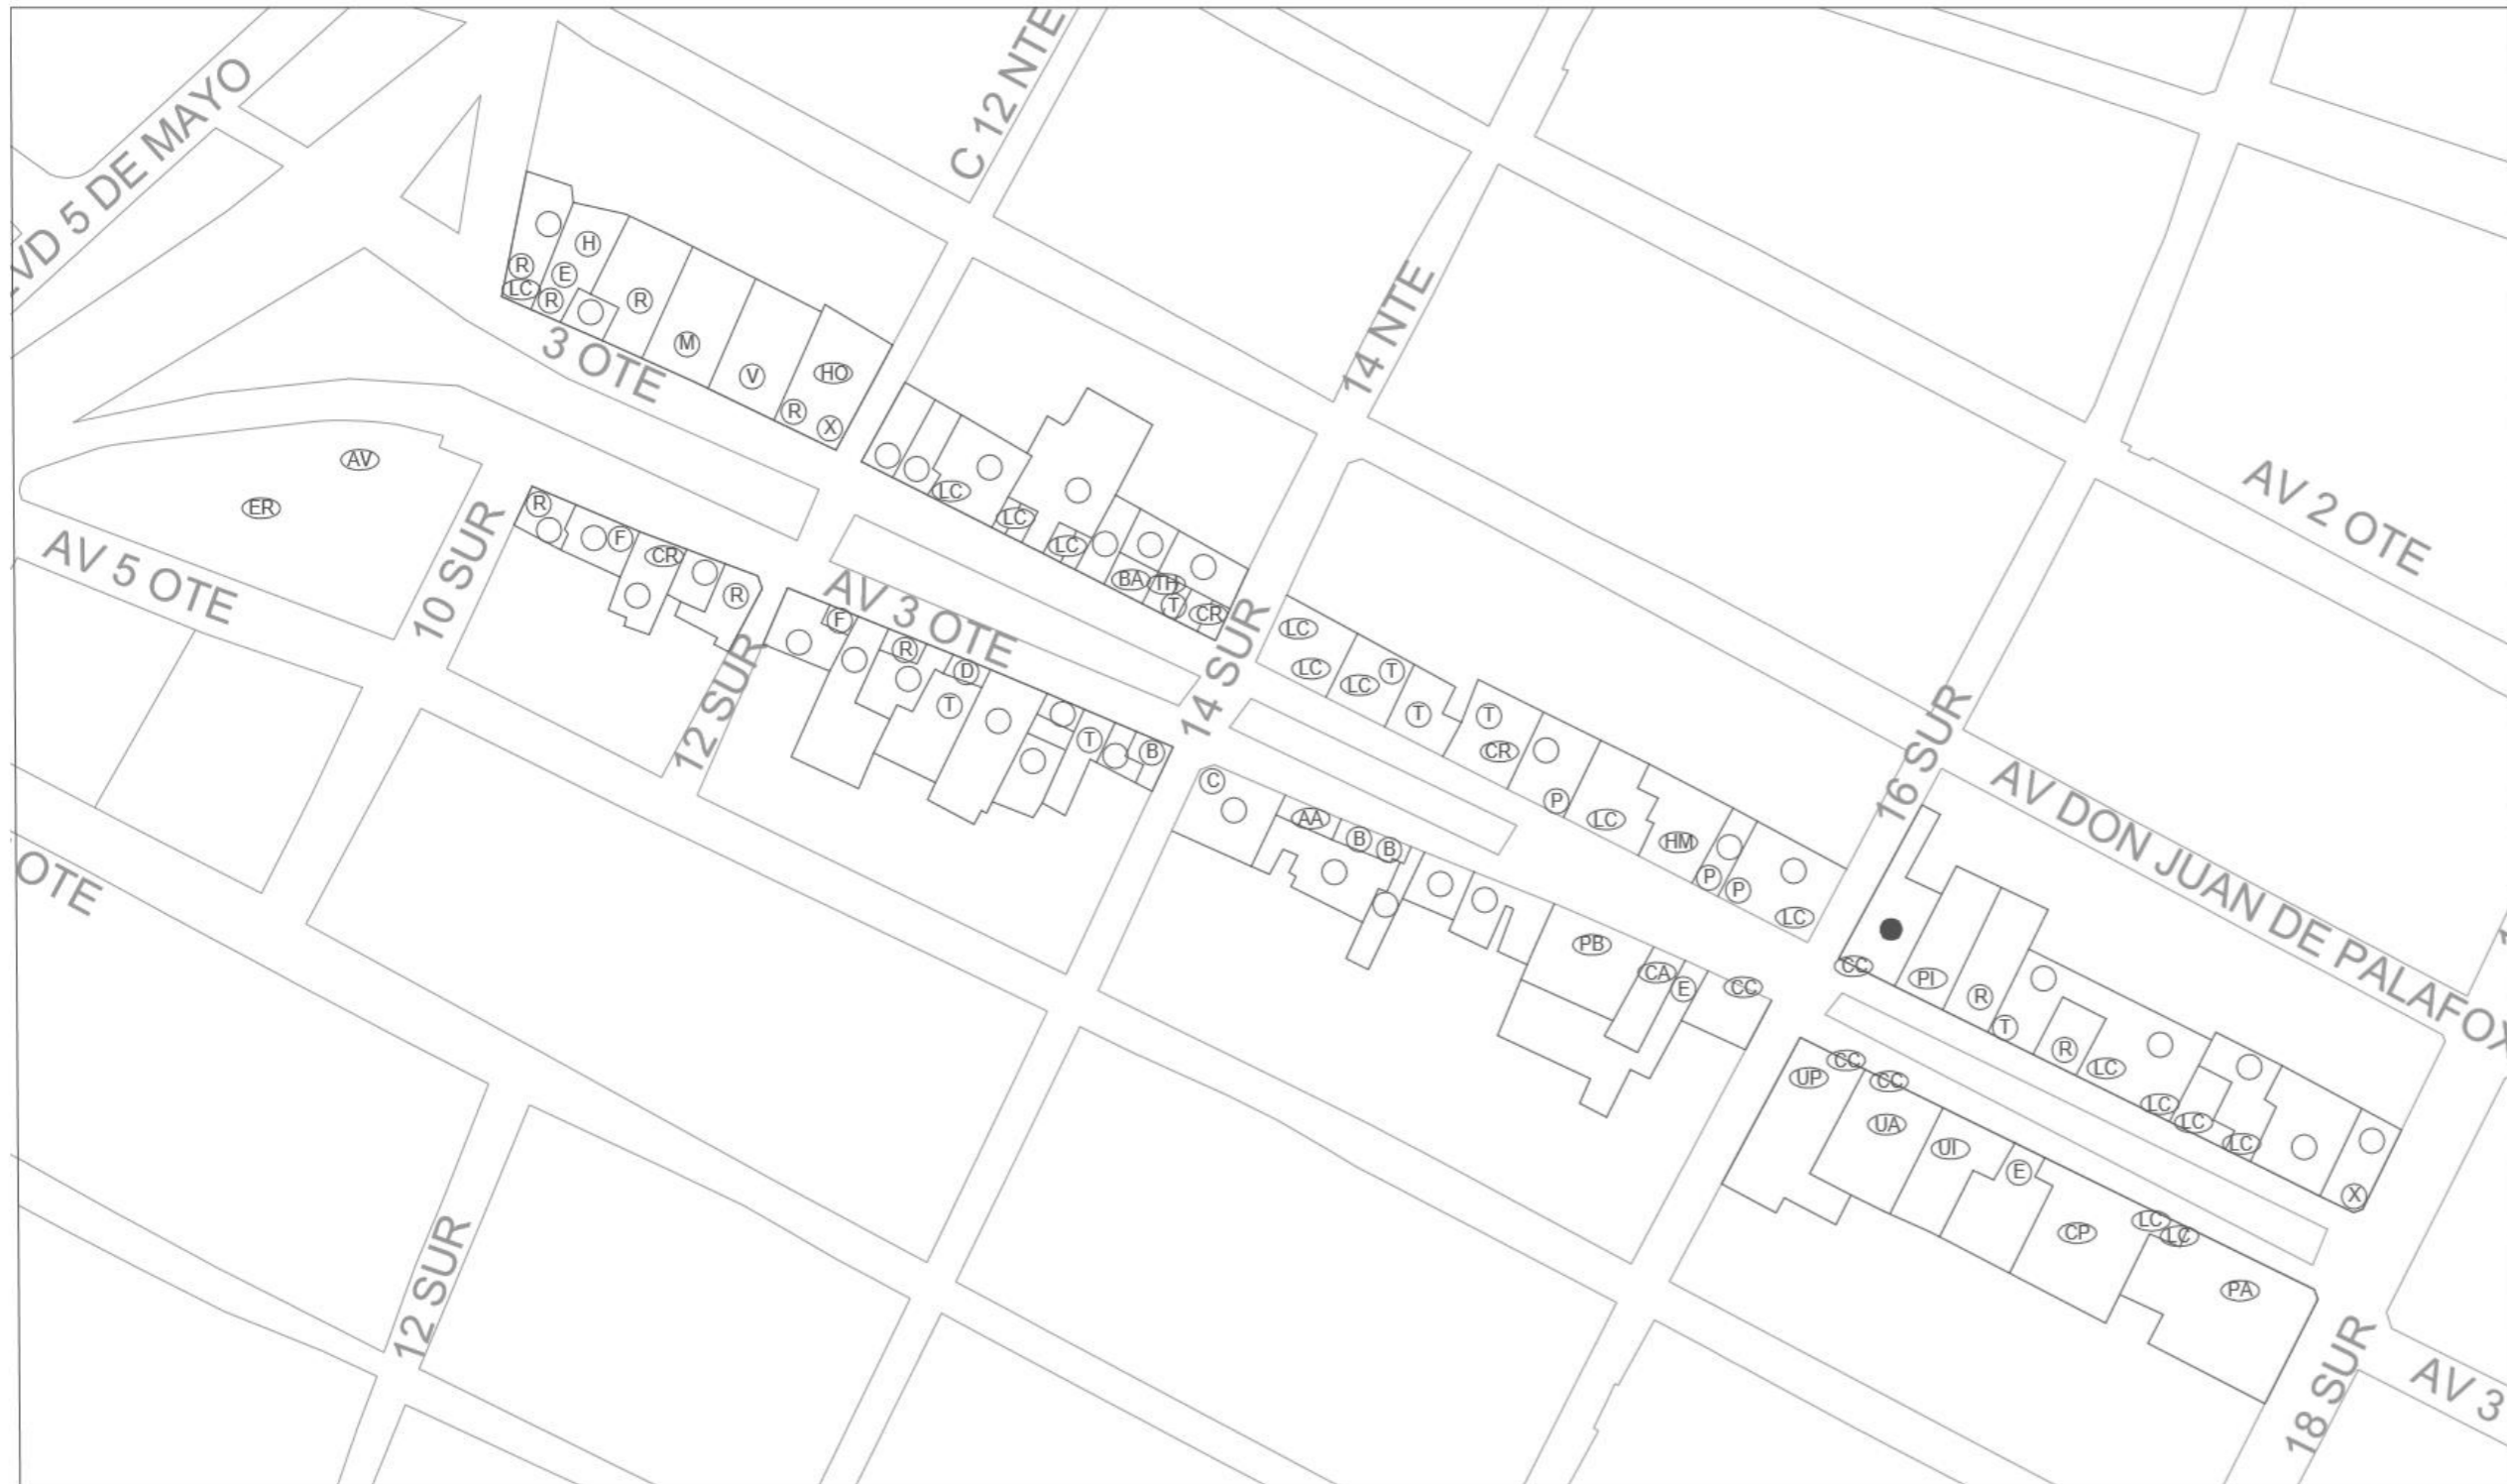 C 12 NTE
VD 5 DE MAYO
H
R
E
LC
R
R
14 NTE
3 OTE
M
V
HO
R
X
AV
ER
AV 2 OTE
LC
LC
LC
BA
TH
T
CR
R
F
CR
R
10 SUR
AV 5 OTE
12 SUR
AV 3 OTE
F
R
D
T
T
B
14 SUR
LC
LC
LC
T
T
T
CR
P
LC
HM
P
P
LC
16 SUR
AV DON JUAN DE PALAFOX
C
AA
B
B
PB
CA
E
CC
CC
PI
R
T
R
LC
LC
LC
LC
X
OTE
CC
UP
CC
UA
UI
E
CP
LC
LC
PA
12 SUR
18 SUR
AV 3